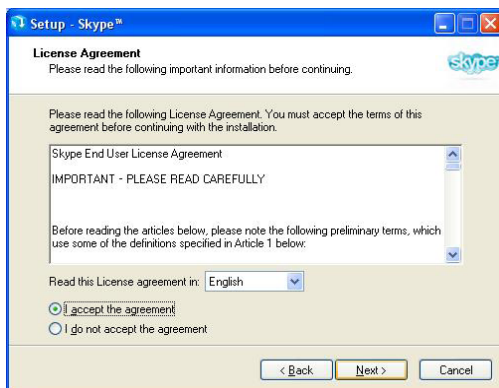 Setup - Skype™
License Agreement
Please read the following important information before continuing.
skype
Please read the following License Agreement. You must accept the terms of this
agreement before continuing with the installation.
Skype End User License Agreement
IMPORTANT - PLEASE READ CAREFULLY
Before reading the articles below, please note the following preliminary terms, which
use some of the definitions specified in Article 1 below:
Read this License agreement in: English
I accept the agreement
I do not accept the agreement
< Back Next > Cancel